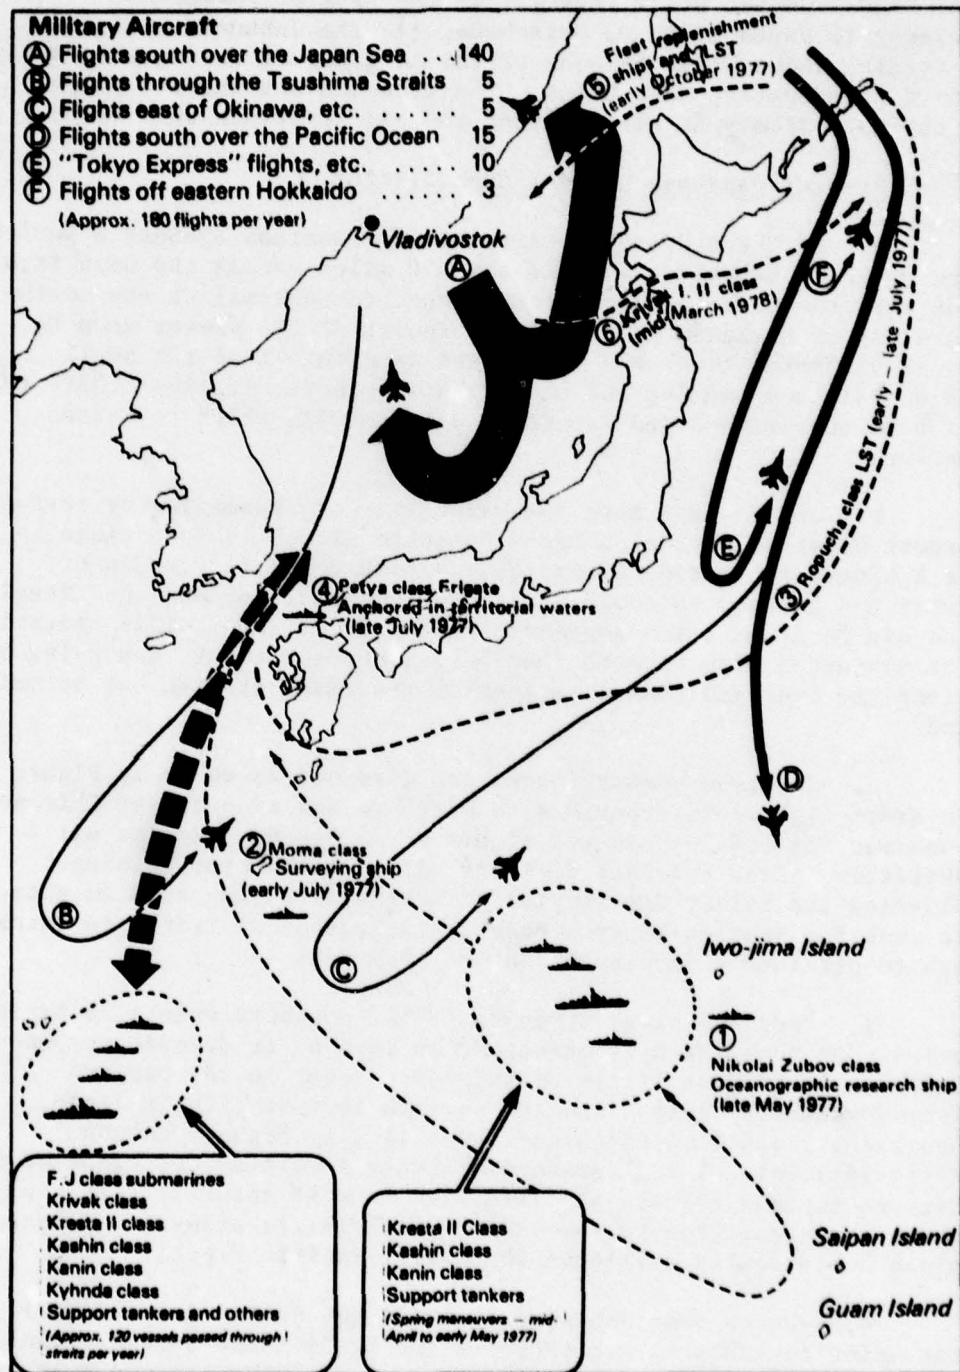 Military Aircraft
Ⓐ Flights south over the Japan Sea . . . 140
Ⓑ Flights through the Tsushima Straits 5
Ⓒ Flights east of Okinawa, etc. . . . . . . 5
Ⓓ Flights south over the Pacific Ocean 15
Ⓔ "Tokyo Express" flights, etc. . . . . . 10
Ⓕ Flights off eastern Hokkaido . . . . . . 3
(Approx. 180 flights per year)
Fleet replenishment
⑤ ships and LST
(early October 1977)
Vladivostok
Ⓐ
Ⓕ
⑥ Krivak I. II class
(mid-March 1978)
③ Ropucha class LST (early – late July 1977)
Ⓔ
④ Petya class Frigate
Anchored in territorial waters
(late July 1977)
Ⓓ
② Moma class
Surveying ship
(early July 1977)
Ⓑ
Ⓒ
Iwo-jima Island
①
Nikolai Zubov class
Oceanographic research ship
(late May 1977)
F.J class submarines
Krivak class
Kresta II class
Kashin class
Kanin class
Kyhnda class
Support tankers and others
(Approx. 120 vessels passed through
straits per year)
Kresta II Class
Kashin class
Kanin class
Support tankers
(Spring maneuvers – mid-
April to early May 1977)
Saipan Island
Guam Island